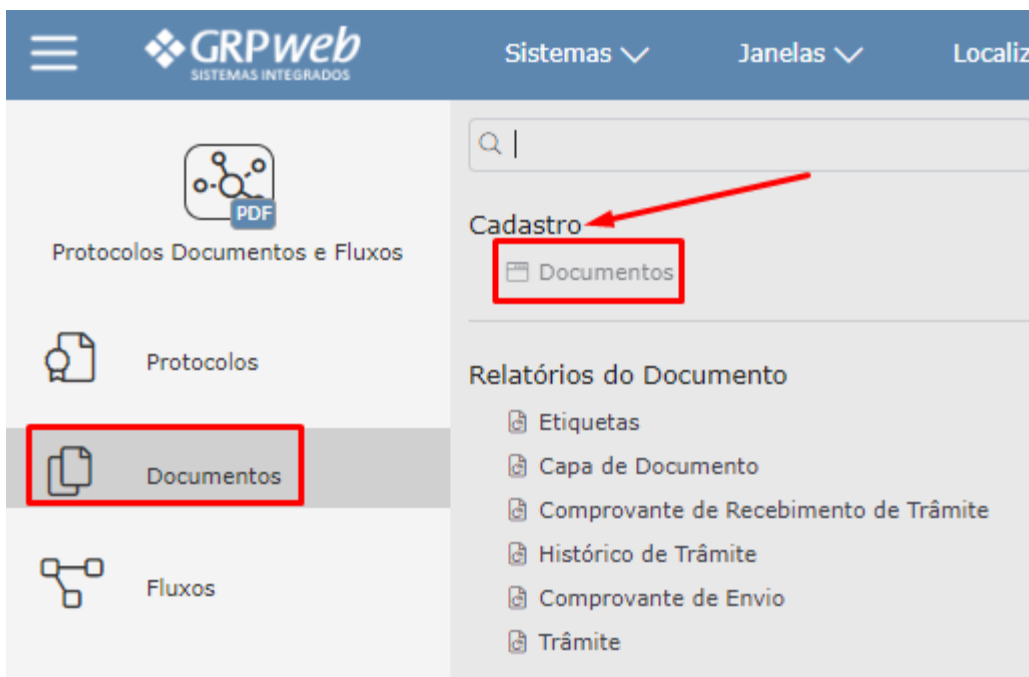 GRPweb
SISTEMAS INTEGRADOS
Sistemas
Janelas
Localiz
PDF
Protocolos Documentos e Fluxos
Protocolos
Documentos
Fluxos
Cadastro
Documentos
Relatórios do Documento
Etiquetas
Capa de Documento
Comprovante de Recebimento de Trâmite
Histórico de Trâmite
Comprovante de Envio
Trâmite